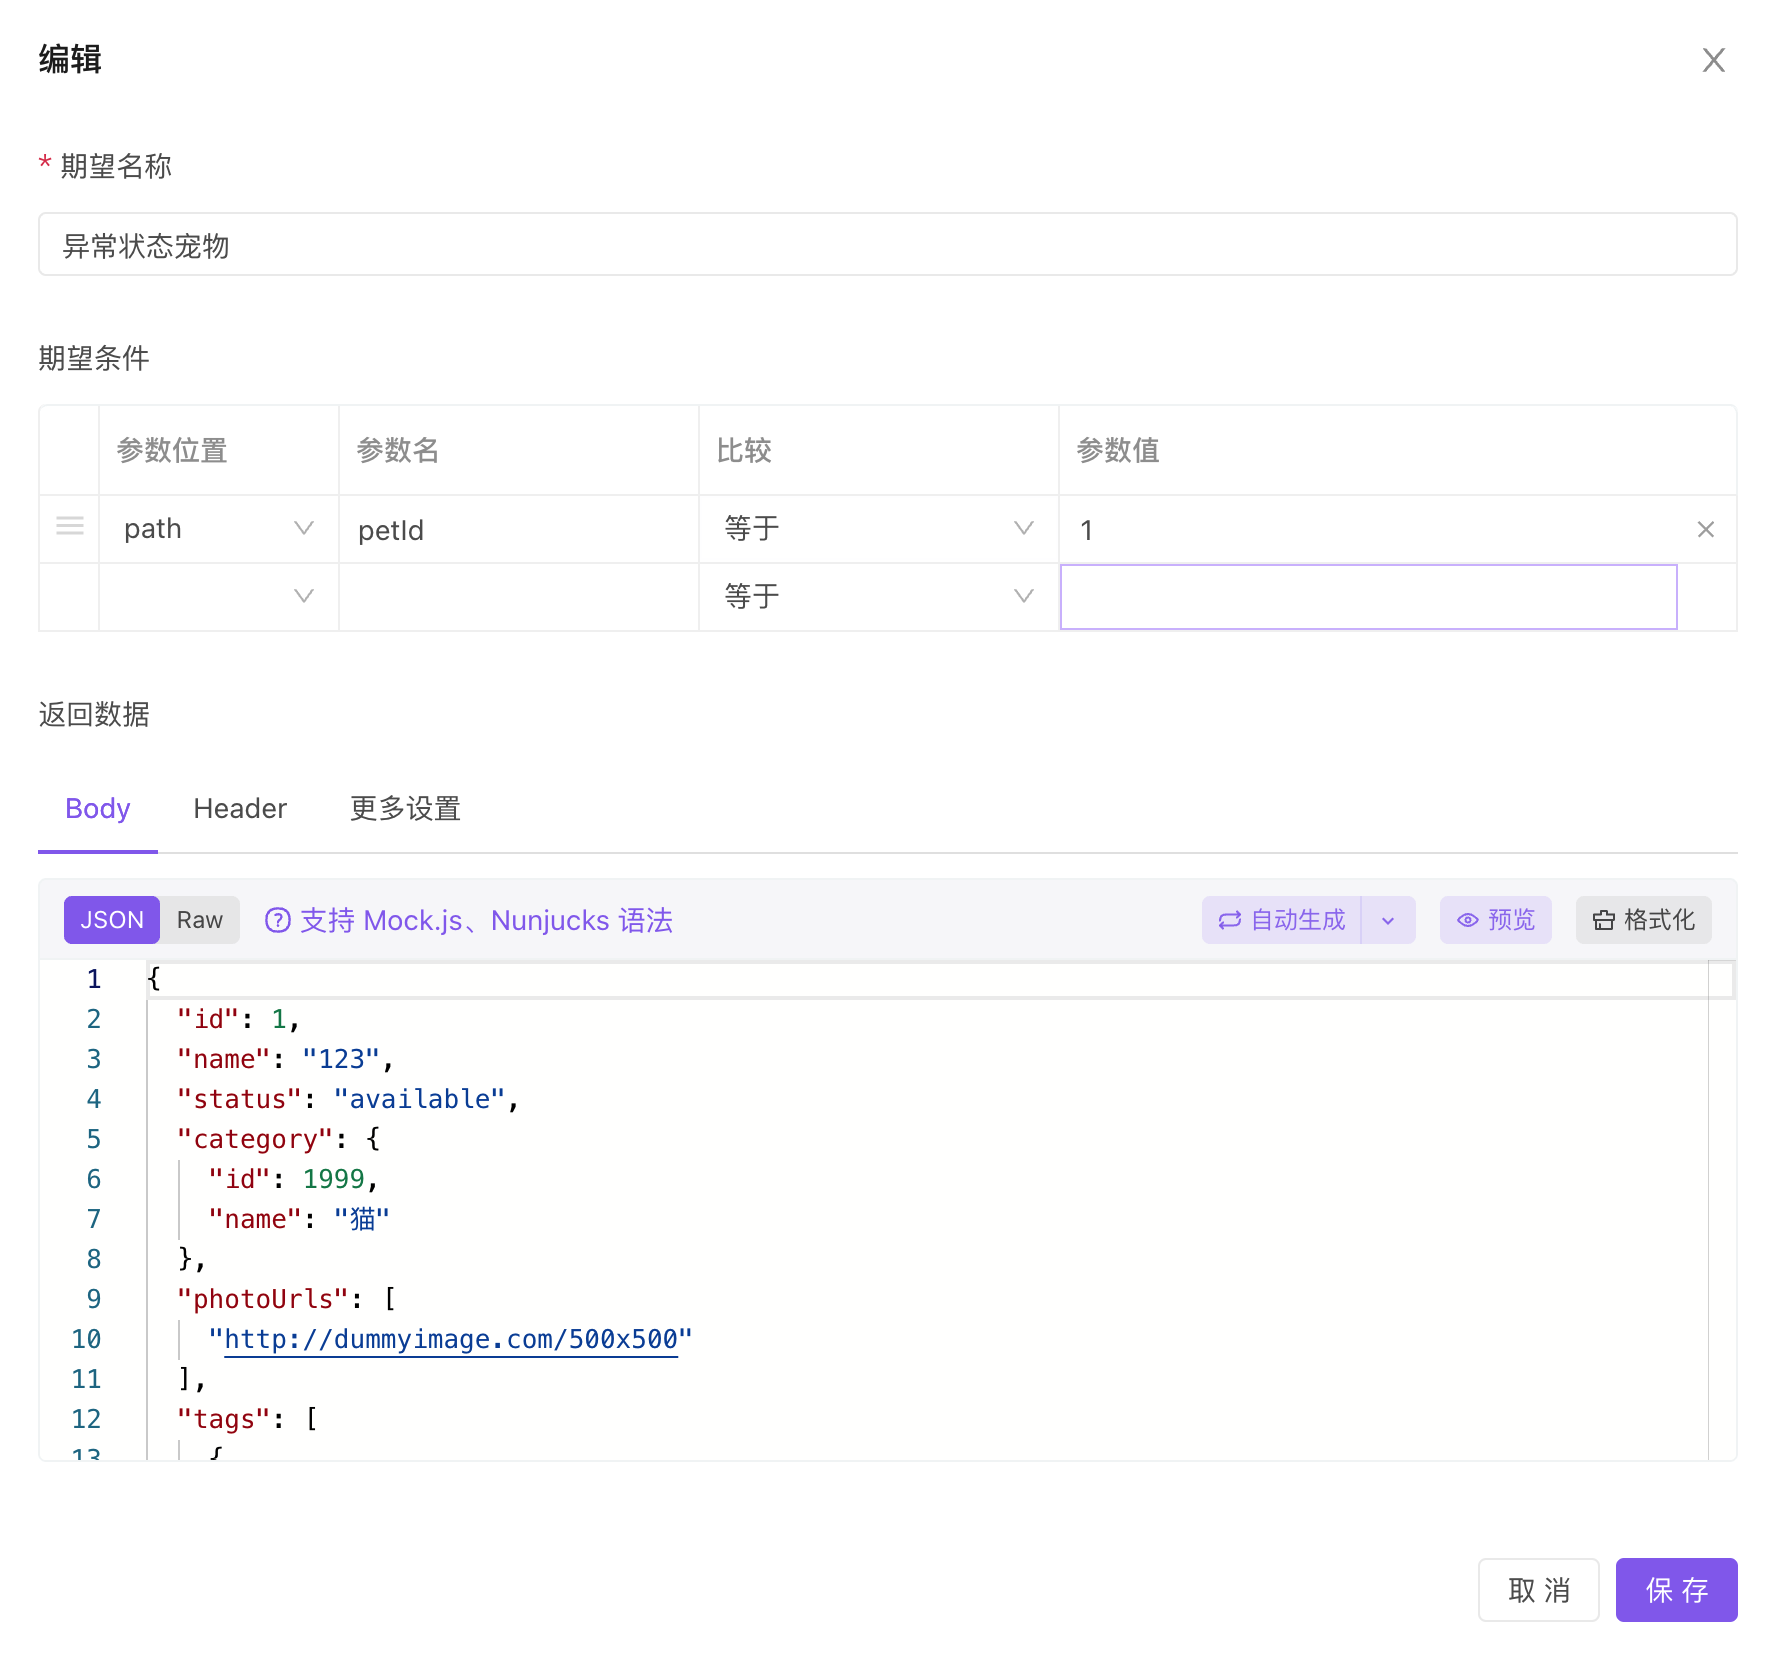 编辑
* 期望名称
异常状态宠物
期望条件
参数位置 参数名 比较 参数值
path petId 等于 1
等于
返回数据
Body Header 更多设置
JSON Raw 支持 Mock.js、Nunjucks 语法 自动生成 预览 格式化
1 {
2 "id": 1,
3 "name": "123",
4 "status": "available",
5 "category": {
6 "id": 1999,
7 "name": "猫"
8 },
9 "photoUrls": [
10 "http://dummyimage.com/500x500"
11 ],
12 "tags": [
13 {
取消 保存